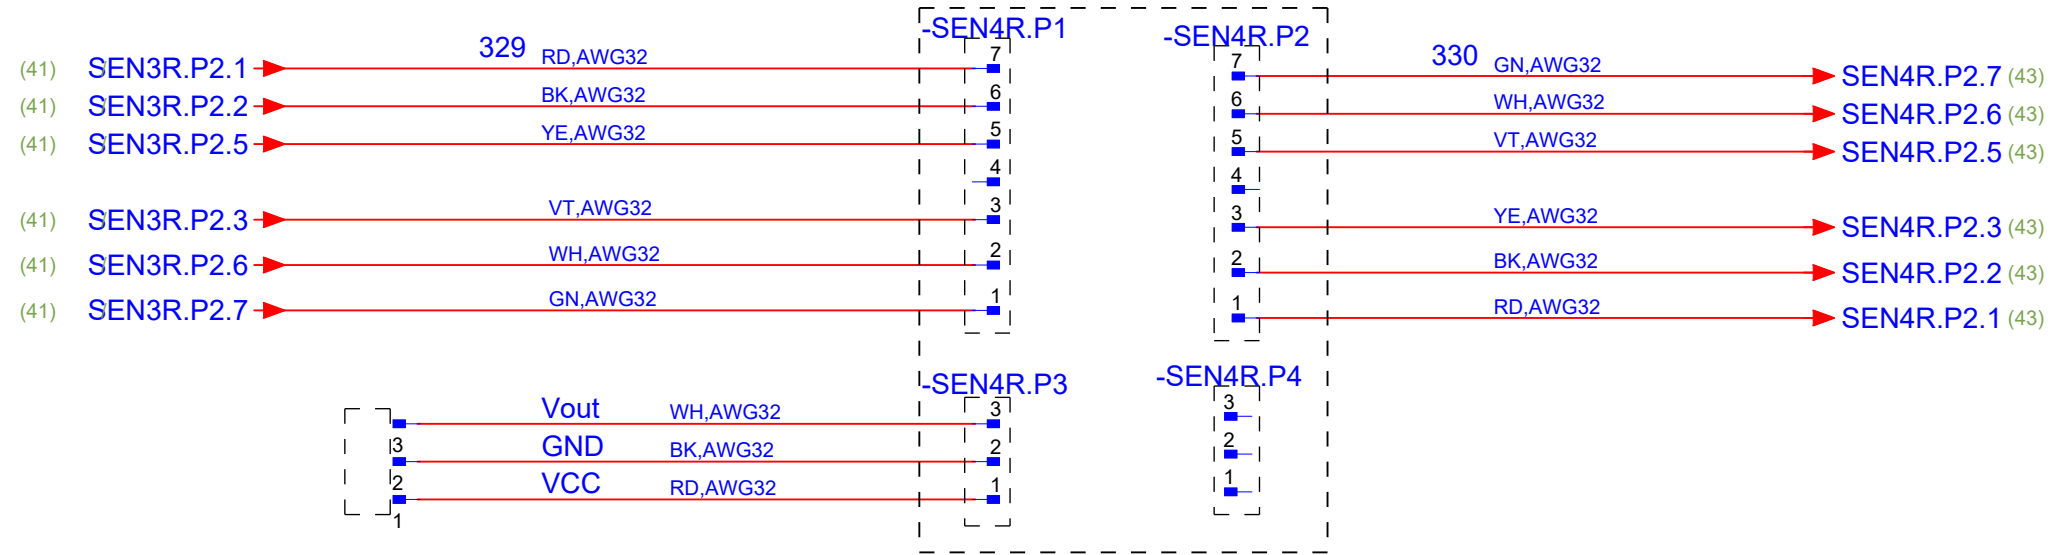 -SEN4R.P1
-SEN4R.P2
329 RD,AWG32
(41) SEN3R.P2.1
7
7
330 GN,AWG32
SEN4R.P2.7 (43)
(41) SEN3R.P2.2
BK,AWG32
6
6
WH,AWG32
SEN4R.P2.6 (43)
(41) SEN3R.P2.5
YE,AWG32
5
5
VT,AWG32
SEN4R.P2.5 (43)
4
4
(41) SEN3R.P2.3
VT,AWG32
3
3
YE,AWG32
SEN4R.P2.3 (43)
(41) SEN3R.P2.6
WH,AWG32
2
2
BK,AWG32
SEN4R.P2.2 (43)
(41) SEN3R.P2.7
GN,AWG32
1
1
RD,AWG32
SEN4R.P2.1 (43)
-SEN4R.P3
-SEN4R.P4
Vout WH,AWG32
3
3
3
GND BK,AWG32
2
2
2
VCC RD,AWG32
1
1
1